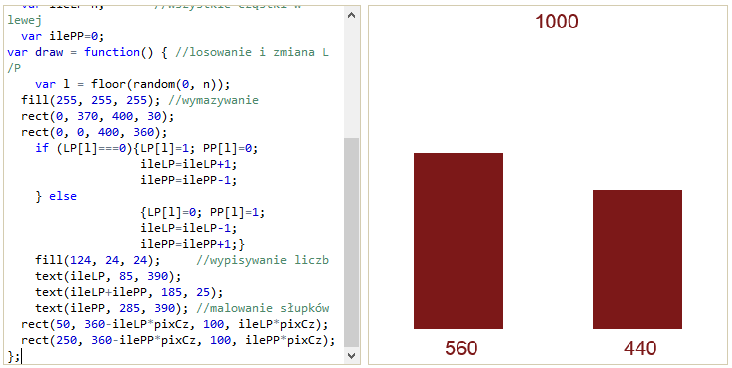 var ileLP=n;       //wszystkie cząstki w
lewej
  var ilePP=0;
var draw = function() { //losowanie i zmiana L
/P
    var l = floor(random(0, n));
  fill(255, 255, 255); //wymazywanie
  rect(0, 370, 400, 30);
  rect(0, 0, 400, 360);
    if (LP[l]===0){LP[l]=1; PP[l]=0;
                   ileLP=ileLP+1;
                   ilePP=ilePP-1;
    } else
                   {LP[l]=0; PP[l]=1;
                   ileLP=ileLP-1;
                   ilePP=ilePP+1;}
    fill(124, 24, 24);     //wypisywanie liczb
    text(ileLP, 85, 390);
    text(ileLP+ilePP, 185, 25);
    text(ilePP, 285, 390); //malowanie słupków
  rect(50, 360-ileLP*pixCz, 100, ileLP*pixCz);
  rect(250, 360-ilePP*pixCz, 100, ilePP*pixCz);
};
1000
560
440